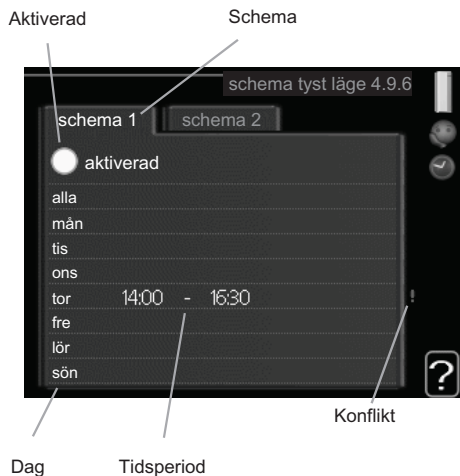 Aktiverad
Schema
schema tyst läge 4.9.6
schema 1
schema 2
aktiverad
alla
mån
tis
ons
tor 14:00 - 16:30 !
fre
lör
sön
?
Konflikt
Dag
Tidsperiod